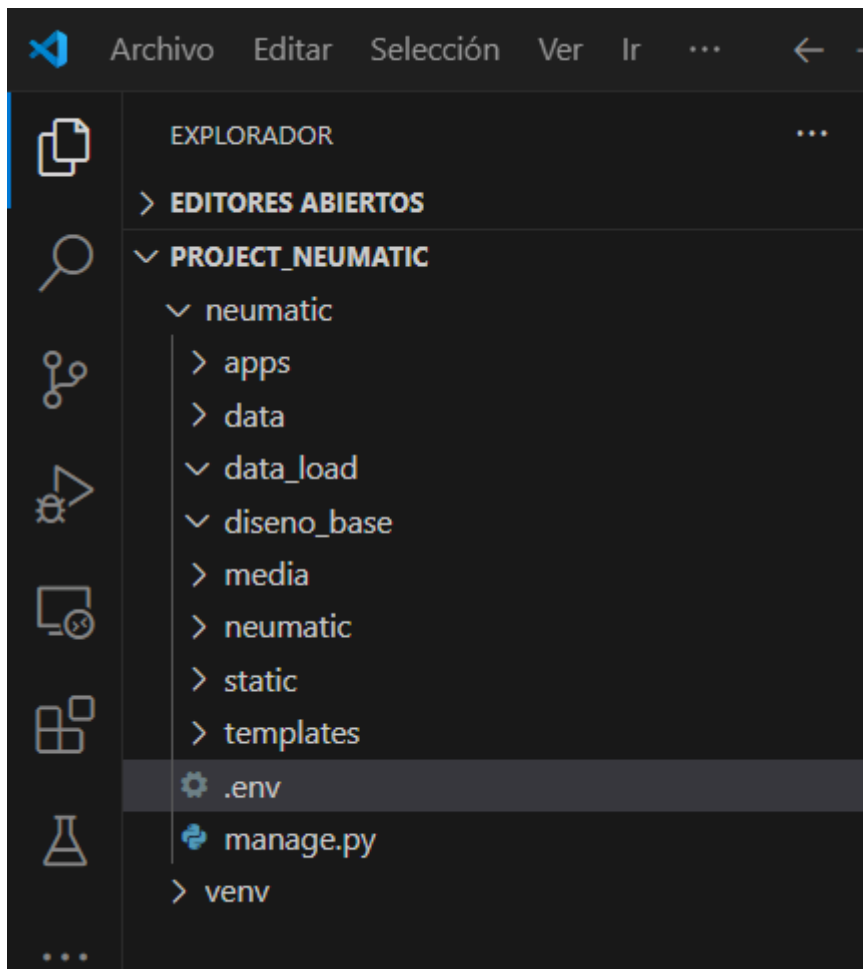 Archivo Editar Selección Ver Ir ...
EXPLORADOR ...
EDITORES ABIERTOS
PROJECT_NEUMATIC
neumatic
apps
data
data_load
diseno_base
media
neumatic
static
templates
.env
manage.py
venv